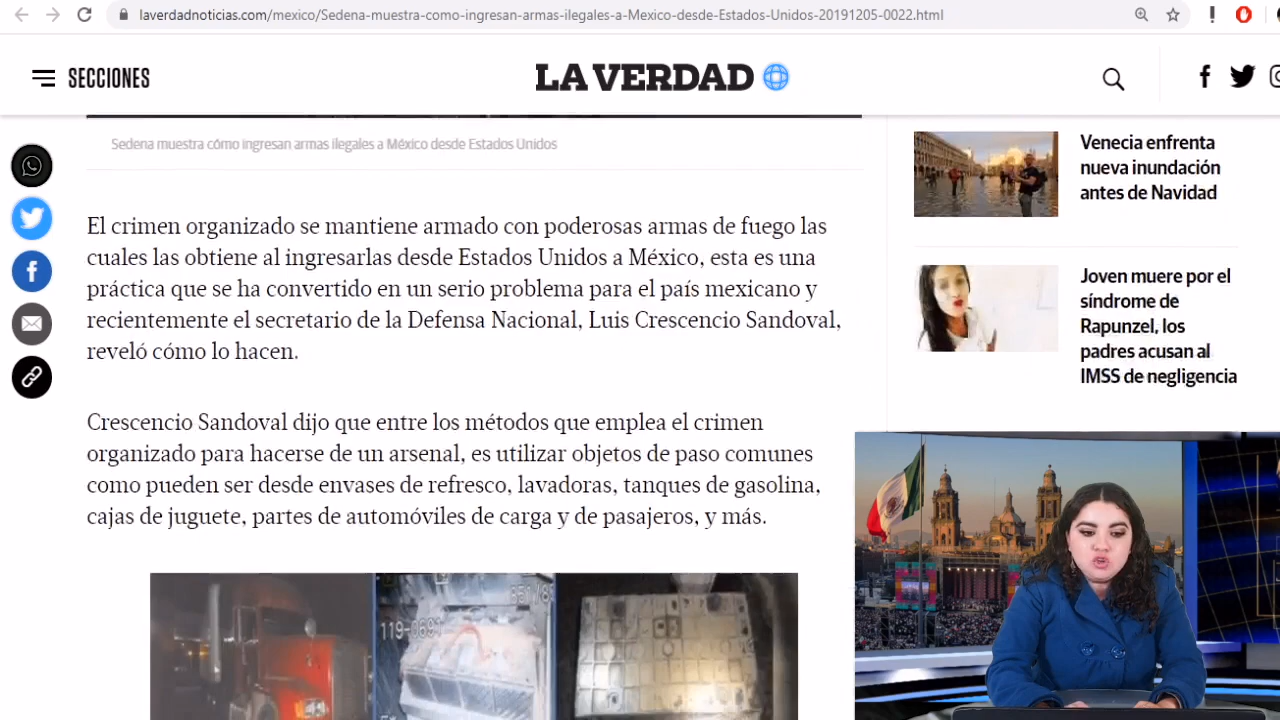 laverdadnoticias.com/mexico/Sedena-muestra-como-ingresan-armas-ilegales-a-Mexico-desde-Estados-Unidos-20191205-0022.html
SECCIONES
LA VERDAD
Sedena muestra cómo ingresan armas ilegales a México desde Estados Unidos
El crimen organizado se mantiene armado con poderosas armas de fuego las
cuales las obtiene al ingresarlas desde Estados Unidos a México, esta es una
práctica que se ha convertido en un serio problema para el país mexicano y
recientemente el secretario de la Defensa Nacional, Luis Crescencio Sandoval,
reveló cómo lo hacen.
Crescencio Sandoval dijo que entre los métodos que emplea el crimen
organizado para hacerse de un arsenal, es utilizar objetos de paso comunes
como pueden ser desde envases de refresco, lavadoras, tanques de gasolina,
cajas de juguete, partes de automóviles de carga y de pasajeros, y más.
Venecia enfrenta
nueva inundación
antes de Navidad
Joven muere por el
síndrome de
Rapunzel, los
padres acusan al
IMSS de negligencia